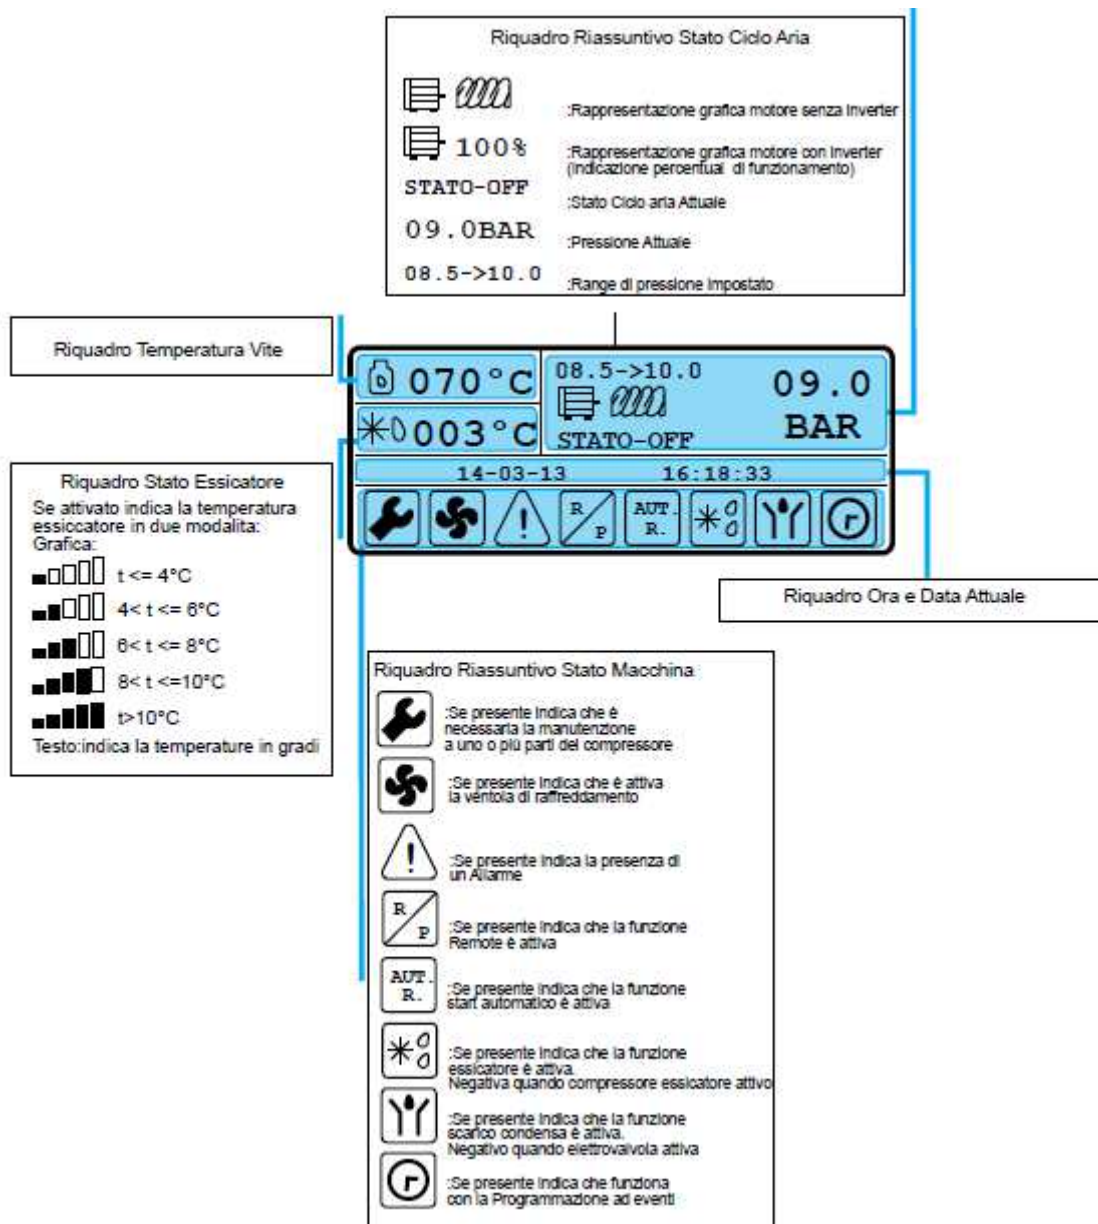 Riquadro Riassuntivo Stato Ciclo Aria
:Rappresentazione grafica motore senza Inverter
100%
:Rappresentazione grafica motore con Inverter
(Indicazione percentual di funzionamento)
STATO-OFF
:Stato Ciclo aria Attuale
09.0BAR
:Pressione Attuale
08.5->10.0
:Range di pressione Impostato
Riquadro Temperatura Vite
070°C
08.5->10.0
09.0
BAR
003°C
STATO-OFF
14-03-13 16:18:33
R/P
AUT.
R.
Riquadro Stato Essicatore
Se attivato indica la temperatura
essiccatore in due modalita:
Grafica:
t <= 4°C
4< t <= 6°C
6< t <= 8°C
8< t <=10°C
t>10°C
Testo:indica la temperature in gradi
Riquadro Ora e Data Attuale
Riquadro Riassuntivo Stato Macchina
:Se presente Indica che è
necessaria la manutenzione
a uno o più parti del compressore
:Se presente Indica che è attiva
la ventola di raffreddamento
:Se presente Indica la presenza di
un Allarme
R/P
:Se presente Indica che la funzione
Remote è attiva
AUT.
R.
:Se presente Indica che la funzione
start automatico è attiva
:Se presente Indica che la funzione
essicatore è attiva.
Negativa quando compressore essicatore attivo
:Se presente Indica che la funzione
scarico condensa è attiva.
Negativo quando elettrovalvola attiva
:Se presente Indica che funziona
con la Programmazione ad eventi